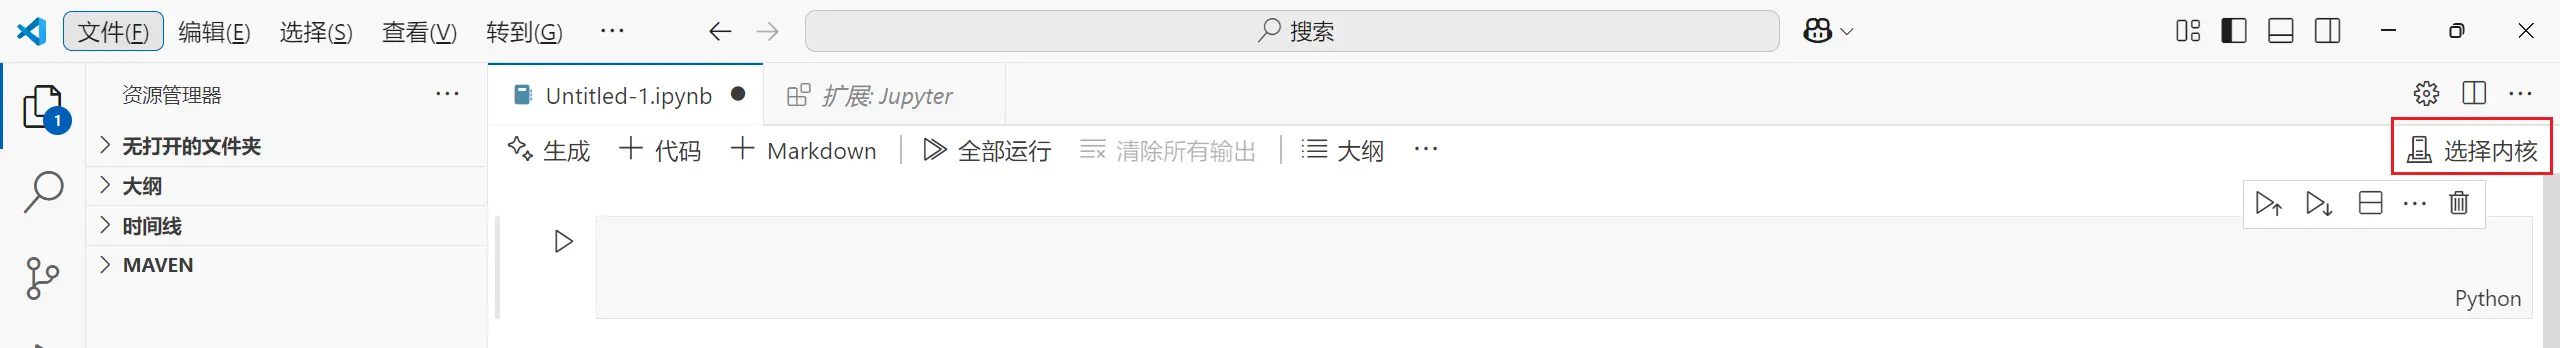 文件(F) 编辑(E) 选择(S) 查看(V) 转到(G) ··· 搜索
资源管理器 ···
Untitled-1.ipynb 扩展: Jupyter ···
生成 代码 Markdown 全部运行 清除所有输出 大纲 ··· 选择内核
1
无打开的文件夹
大纲
时间线
MAVEN
···
Python